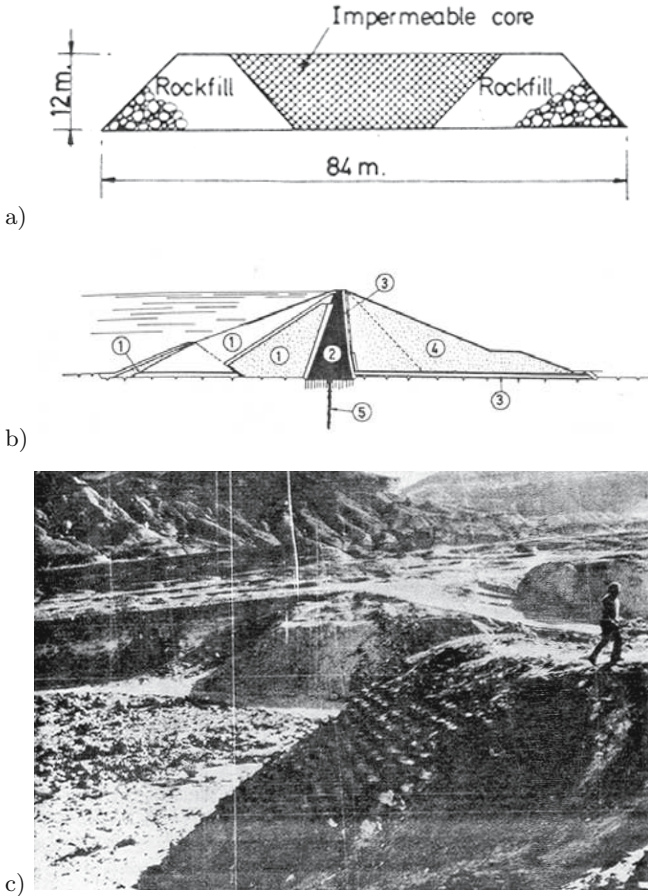 Impermeable core
12 m.
Rockfill
Rockfill
84 m.
a)
3
1
1
1
2
4
3
5
b)
c)